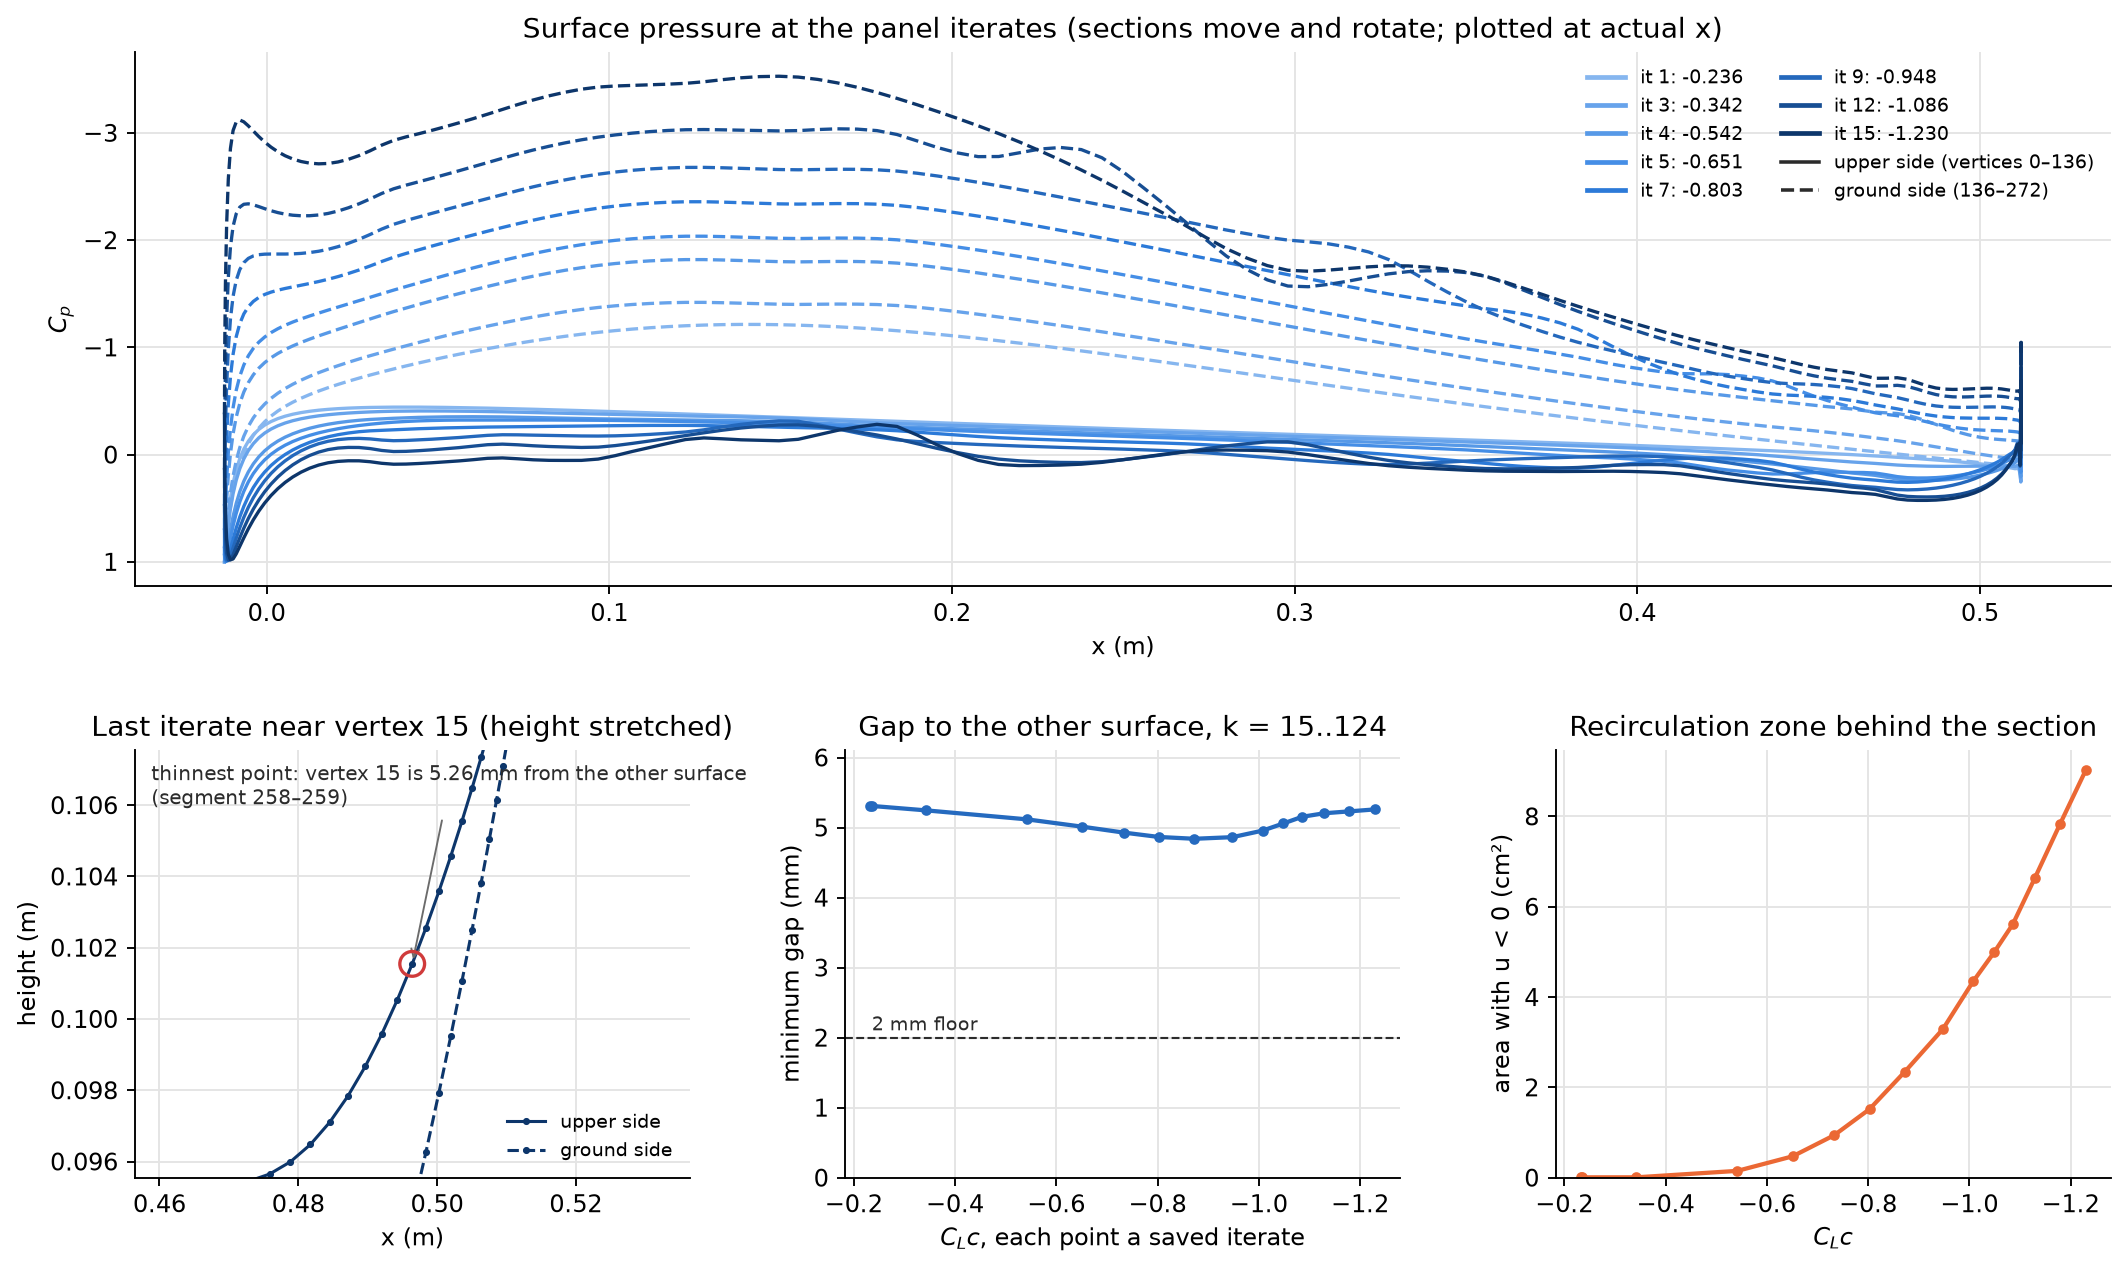 Surface pressure at the panel iterates (sections move and rotate; plotted at actual x)
it 1: -0.236
it 3: -0.342
it 4: -0.542
it 5: -0.651
it 7: -0.803
it 9: -0.948
it 12: -1.086
it 15: -1.230
upper side (vertices 0–136)
ground side (136–272)
−3
−2
−1
0
1
Cp
0.0
0.1
0.2
0.3
0.4
0.5
x (m)
Last iterate near vertex 15 (height stretched)
thinnest point: vertex 15 is 5.26 mm from the other surface
(segment 258–259)
0.106
0.104
0.102
0.100
0.098
0.096
height (m)
upper side
ground side
0.46
0.48
0.50
0.52
x (m)
Gap to the other surface, k = 15..124
6
5
4
3
2
1
0
minimum gap (mm)
2 mm floor
−0.2
−0.4
−0.6
−0.8
−1.0
−1.2
CLc, each point a saved iterate
Recirculation zone behind the section
8
6
4
2
0
area with u < 0 (cm²)
−0.2
−0.4
−0.6
−0.8
−1.0
−1.2
CLc